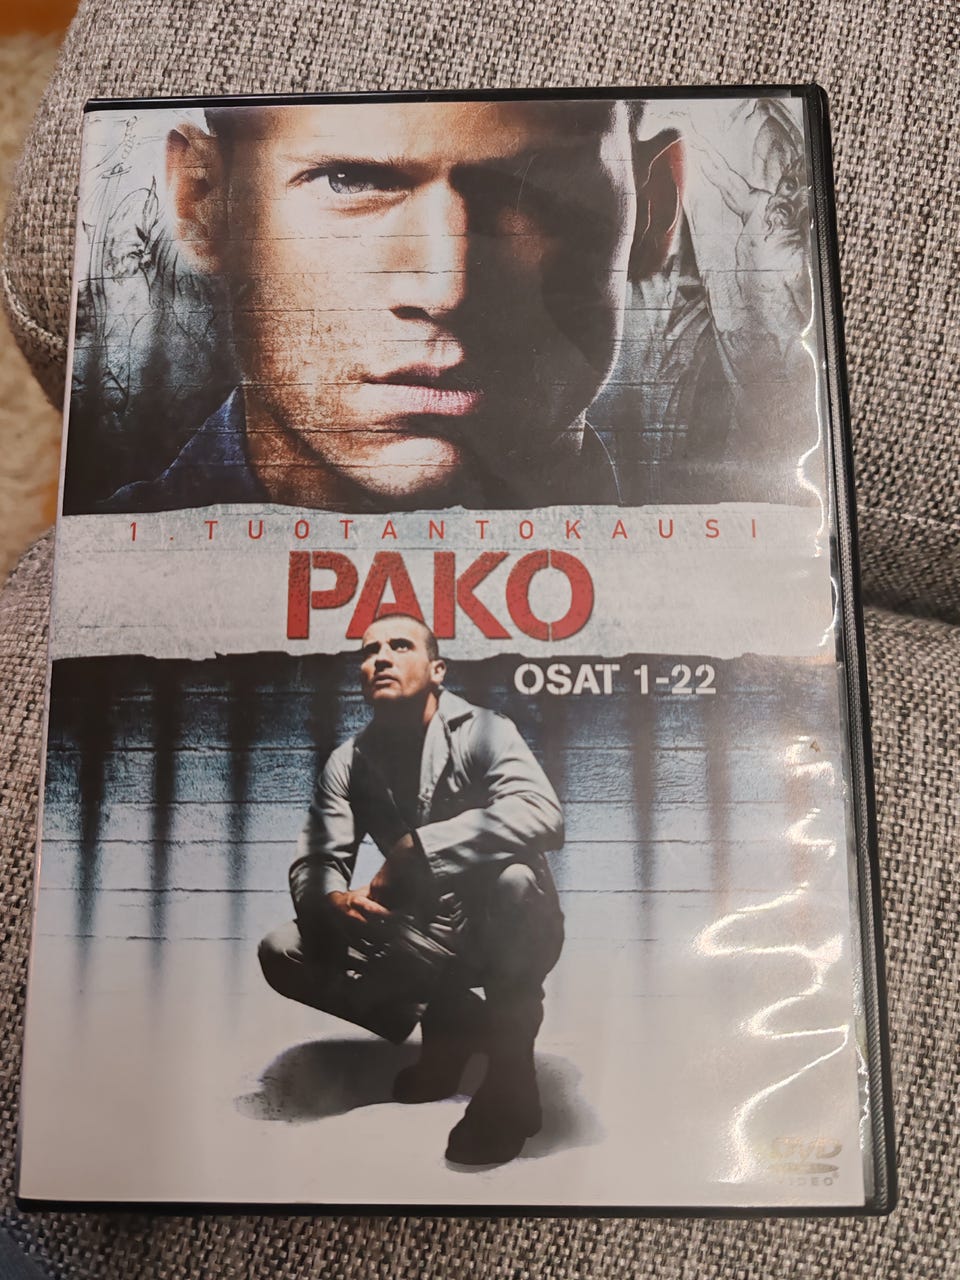 1. TUOTANTOKAUSI
PAKO
OSAT 1-22
DVD
VIDEO